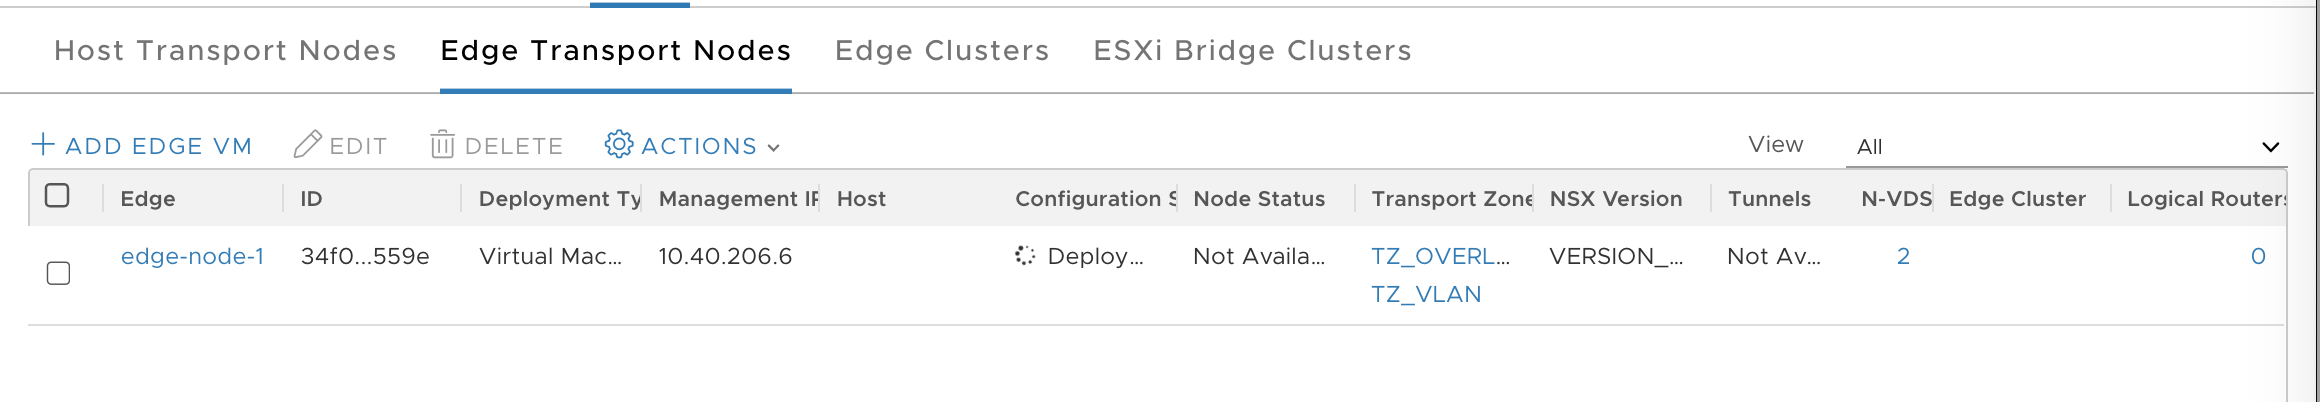 Host Transport Nodes Edge Transport Nodes Edge Clusters ESXi Bridge Clusters
ADD EDGE VM EDIT DELETE ACTIONS View All
Edge ID Deployment Ty Management IP Host Configuration S Node Status Transport Zone NSX Version Tunnels N-VDS Edge Cluster Logical Routers
edge-node-1 34f0...559e Virtual Mac... 10.40.206.6 Deploy... Not Availa... TZ_OVERL... VERSION_... Not Av... 2 0
TZ_VLAN